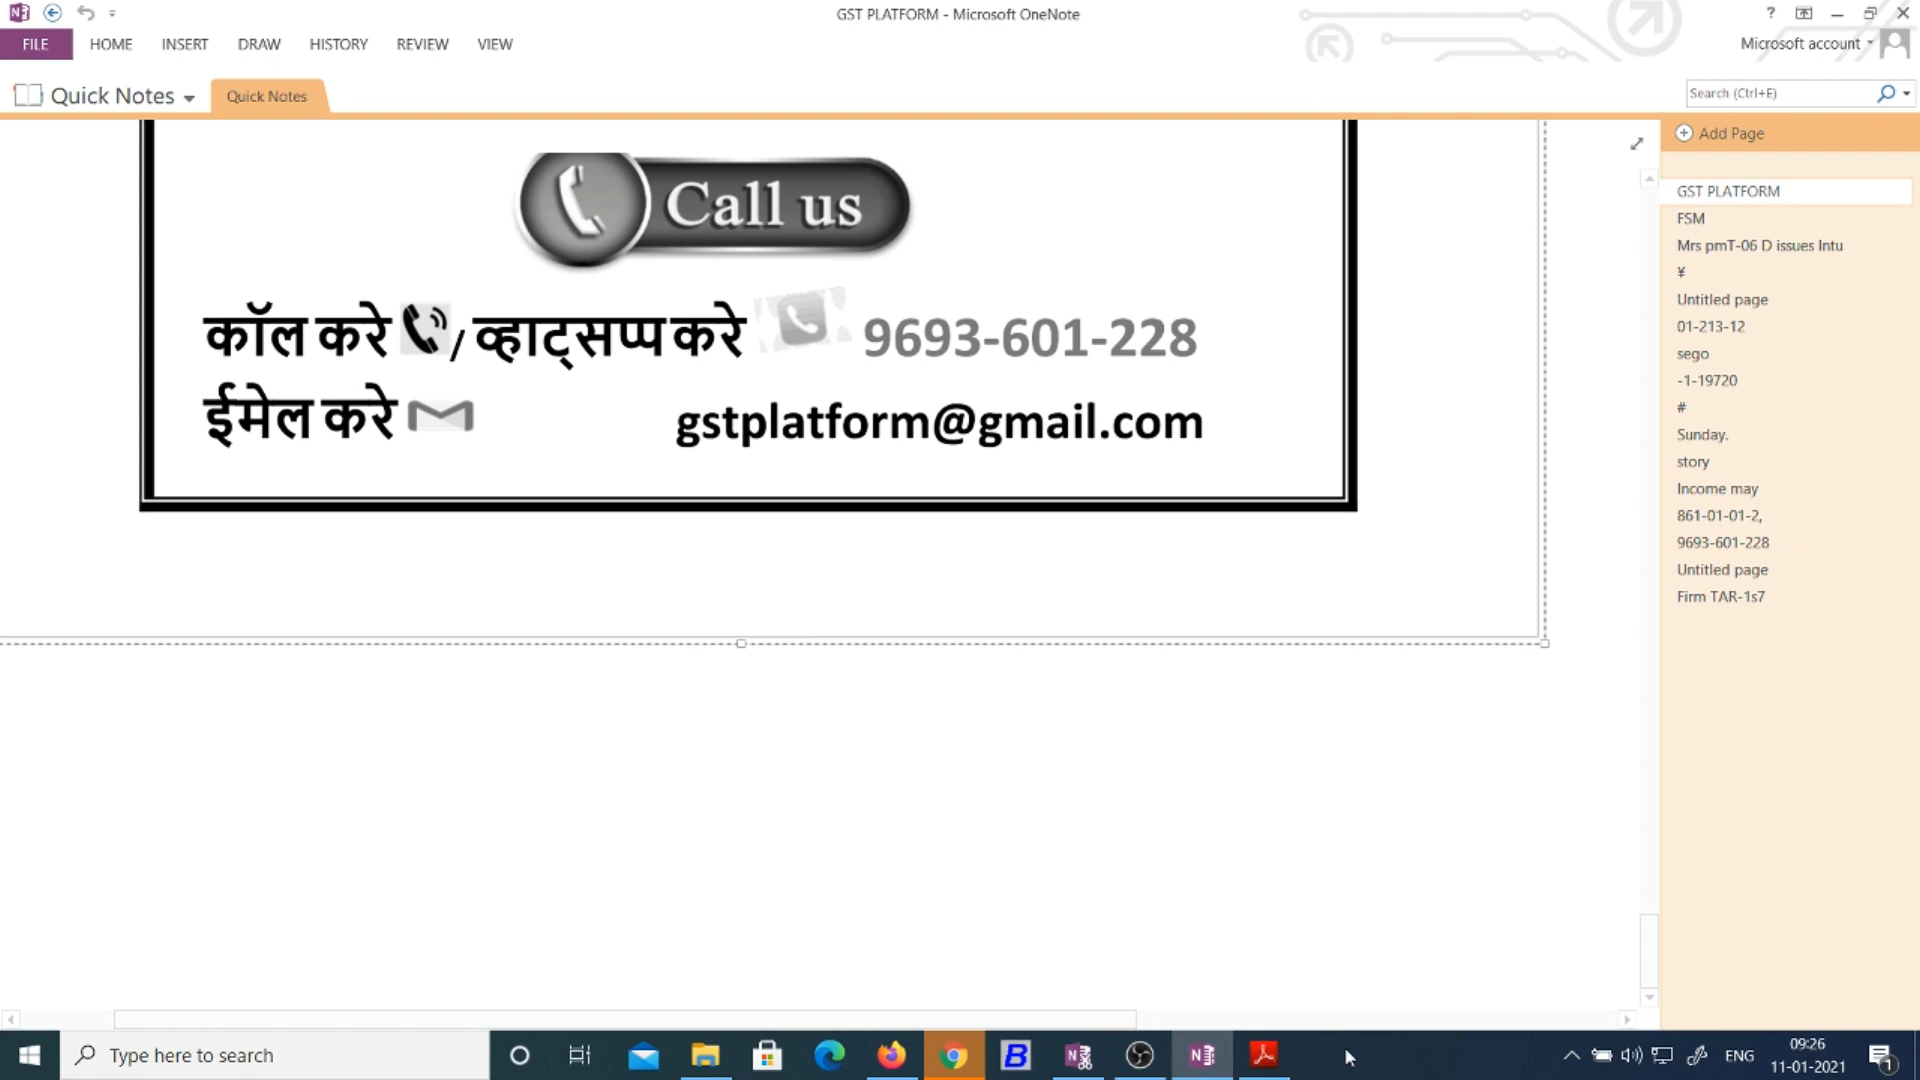 GST PLATFORM - Microsoft OneNote
?
FILE HOME INSERT DRAW HISTORY REVIEW VIEW
Microsoft account
Quick Notes
Quick Notes
Search (Ctrl+E)
Add Page
Call us
कॉल करे / व्हाट्सप्प करे 9693-601-228
ईमेल करे gstplatform@gmail.com
GST PLATFORM
FSM
Mrs pmT-06 D issues Intu
¥
Untitled page
01-213-12
sego
-1-19720
#
Sunday.
story
Income may
861-01-01-2,
9693-601-228
Untitled page
Firm TAR-1s7
Type here to search
B
ENG
09:26
11-01-2021
1